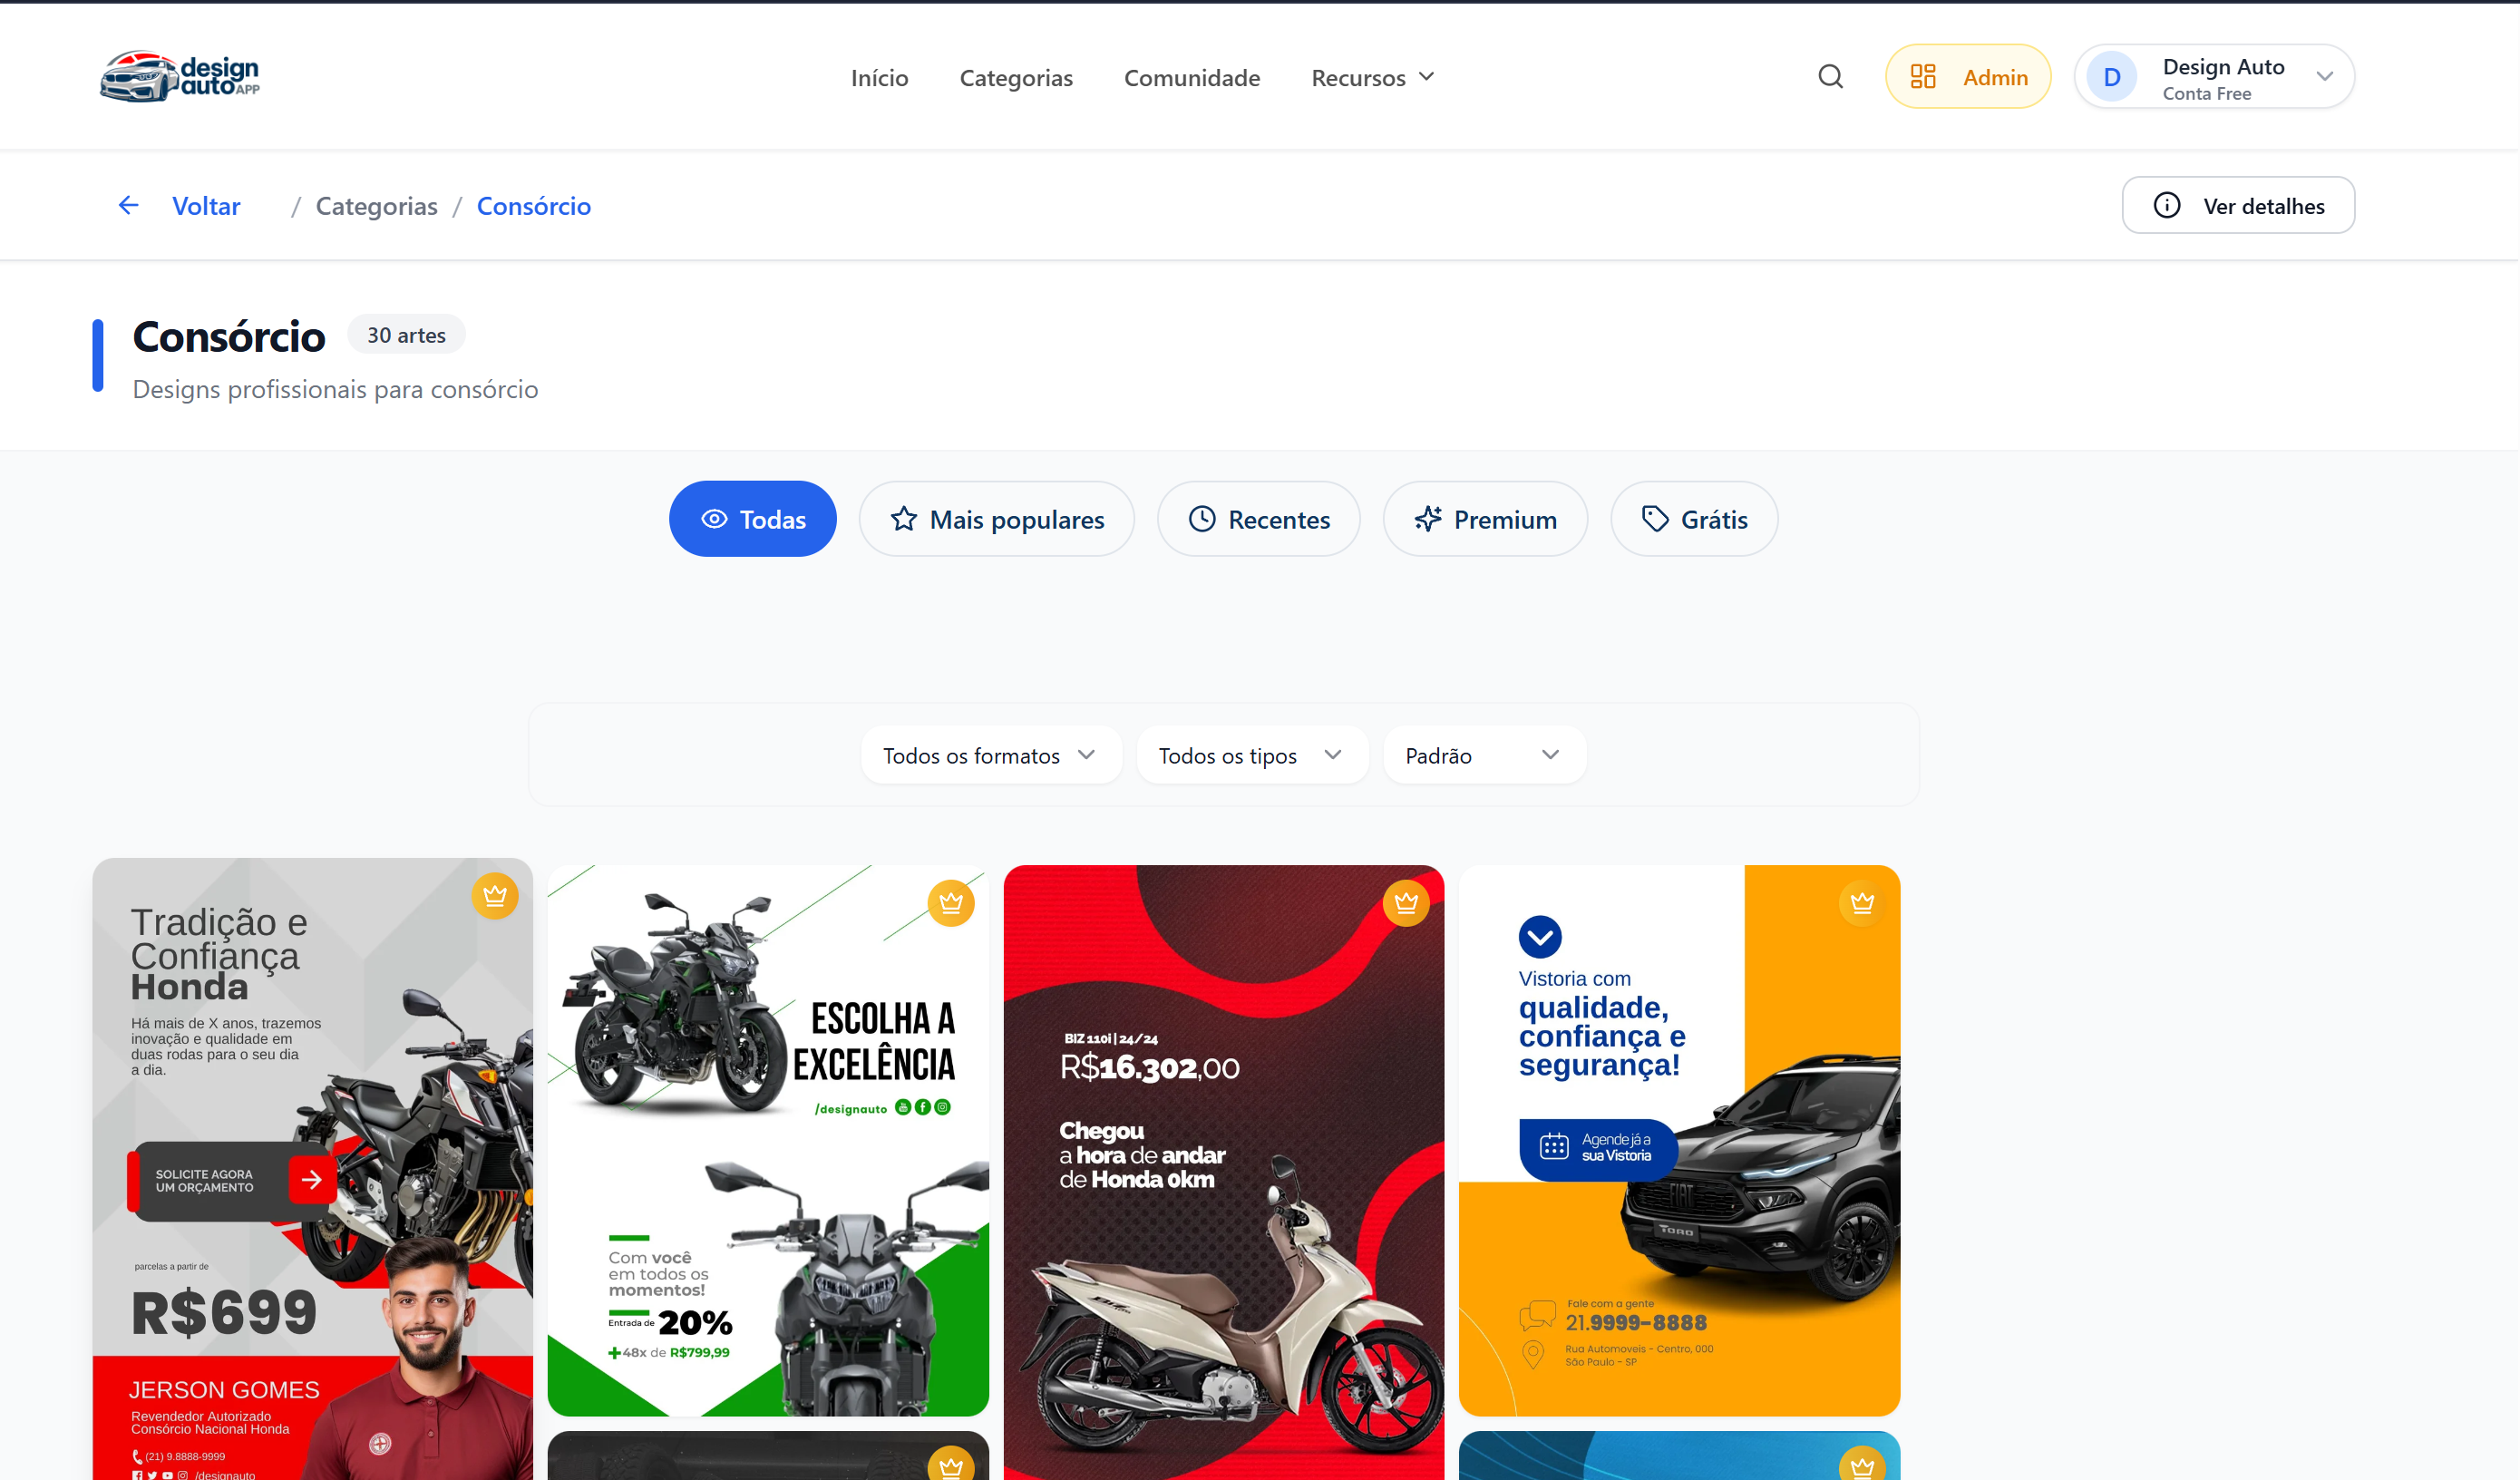 design
auto APP
Início
Categorias
Comunidade
Recursos
Admin
D
Design Auto
Conta Free
Voltar
/ Categorias / Consórcio
Ver detalhes
Consórcio
30 artes
Designs profissionais para consórcio
Todas
Mais populares
Recentes
Premium
Grátis
Todos os formatos
Todos os tipos
Padrão
Tradição e
Confiança
Honda
Há mais de X anos, trazemos
inovação e qualidade em
duas rodas para o seu dia
a dia.
SOLICITE AGORA
UM ORÇAMENTO
parcelas a partir de
R$699
JERSON GOMES
Revendedor Autorizado
Consórcio Nacional Honda
(21) 9.8888-9999
/designauto
ESCOLHA A
EXCELÊNCIA
/designauto
Com você
em todos os
momentos!
Entrada de 20%
+48x de R$799,99
BIZ 110i | 24/24
R$16.302,00
Chegou
a hora de andar
de Honda 0km
Vistoria com
qualidade,
confiança e
segurança!
Agende já a
sua Vistoria
FIAT
TORO
Fale com a gente
21.9999-8888
Rua Automoveis - Centro, 000
São Paulo - SP